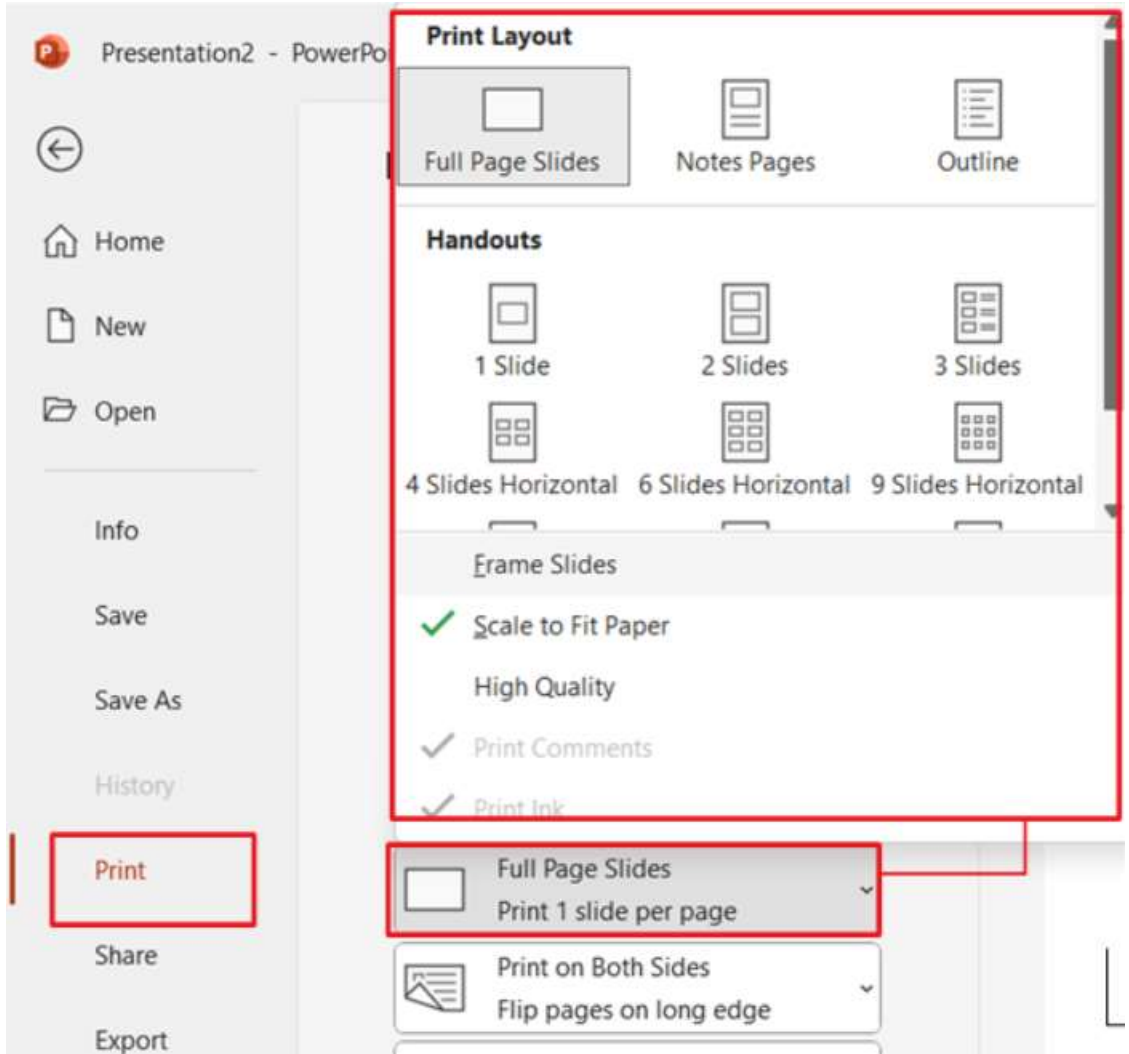 Presentation2 - PowerPo
Home
New
Open
Info
Save
Save As
History
Print
Share
Export
Print Layout
Full Page Slides Notes Pages Outline
Handouts
1 Slide 2 Slides 3 Slides
4 Slides Horizontal 6 Slides Horizontal 9 Slides Horizontal
Frame Slides
Scale to Fit Paper
High Quality
Print Comments
Print Ink
Full Page Slides
Print 1 slide per page
Print on Both Sides
Flip pages on long edge